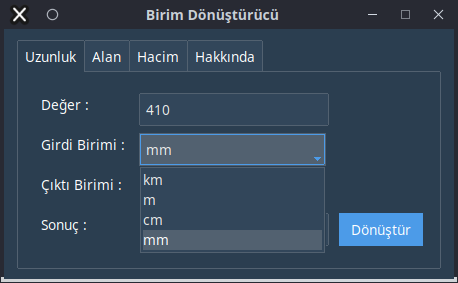 Birim Dönüştürücü
Uzunluk Alan Hacim Hakkında
Değer : 410
Girdi Birimi : mm
km
Çıktı Birimi :
m
cm
Sonuç :
mm
Dönüştür